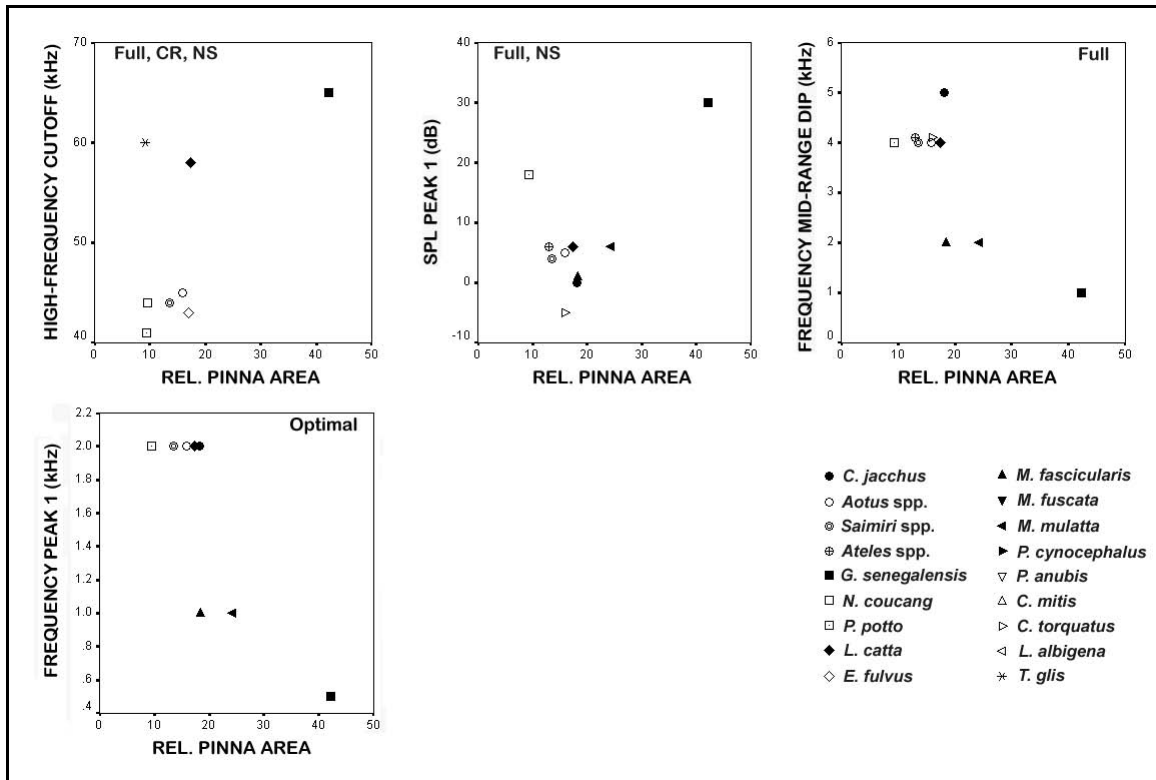 Full, CR, NS
HIGH-FREQUENCY CUTOFF (kHz)
70
60
50
40
0 10 20 30 40 50
REL. PINNA AREA
Full, NS
SPL PEAK 1 (dB)
40
30
20
10
0
-10
0 10 20 30 40 50
REL. PINNA AREA
Full
FREQUENCY MID-RANGE DIP (kHz)
6
5
4
3
2
1
0
0 10 20 30 40 50
REL. PINNA AREA
Optimal
FREQUENCY PEAK 1 (kHz)
2.2
2.0
1.8
1.6
1.4
1.2
1.0
.8
.6
.4
0 10 20 30 40 50
REL. PINNA AREA
C. jacchus
Aotus spp.
Saimiri spp.
Ateles spp.
G. senegalensis
N. coucang
P. potto
L. catta
E. fulvus
M. fascicularis
M. fuscata
M. mulatta
P. cynocephalus
P. anubis
C. mitis
C. torquatus
L. albigena
T. glis